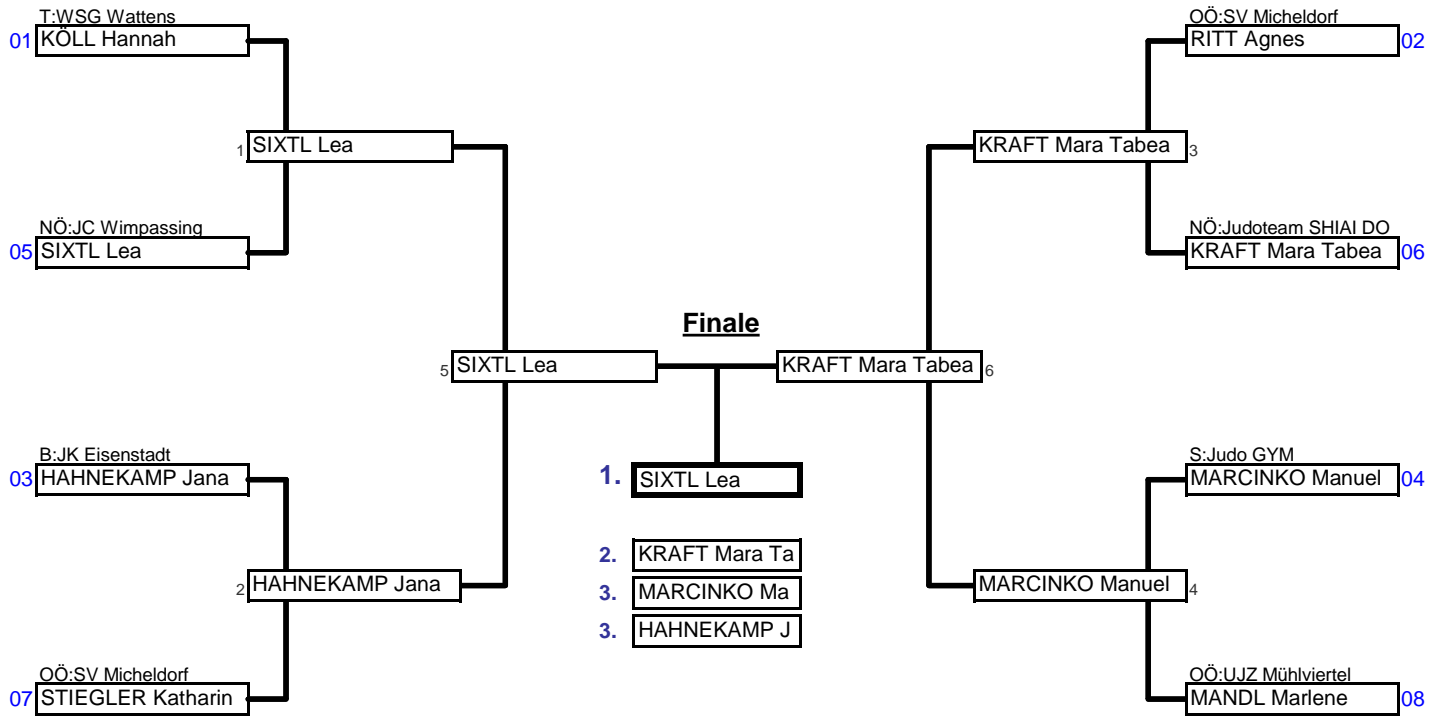 T:WSG Wattens
01 KÖLL Hannah
OÖ:SV Micheldorf
RITT Agnes 02
1 SIXTL Lea
KRAFT Mara Tabea 3
NÖ:JC Wimpassing
05 SIXTL Lea
NÖ:Judoteam SHIAI DO
KRAFT Mara Tabea 06
Finale
5 SIXTL Lea
KRAFT Mara Tabea 6
B:JK Eisenstadt
03 HAHNEKAMP Jana
1. SIXTL Lea
S:Judo GYM
MARCINKO Manuel 04
2. KRAFT Mara Ta
3. MARCINKO Ma
3. HAHNEKAMP J
2 HAHNEKAMP Jana
MARCINKO Manuel 4
OÖ:SV Micheldorf
07 STIEGLER Katharin
OÖ:UJZ Mühlviertel
MANDL Marlene 08